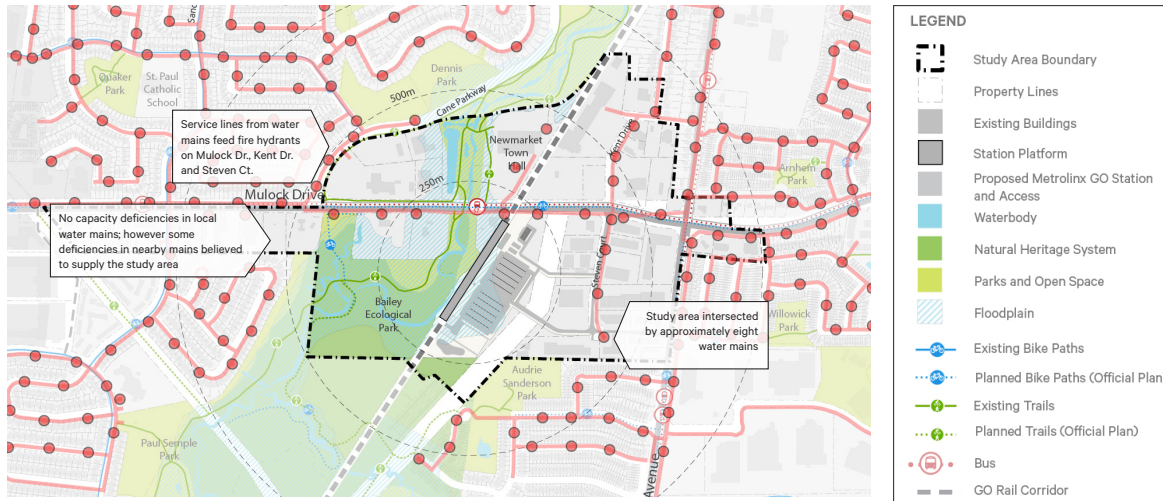 Quaker
Park
St. Paul
Catholic
School
Dennis
Park
500m
Cane Parkway
Service lines from water
mains feed fire hydrants
on Mulock Dr., Kent Dr.
and Steven Ct.
Newmarket
Town
Hall
Kent Drive
Arnhem
Park
250m
Mulock Drive
No capacity deficiencies in local
water mains; however some
deficiencies in nearby mains believed
to supply the study area
Steven Court
Bailey
Ecological
Park
Study area intersected
by approximately eight
water mains
Willowick
Park
Audrie
Sanderson
Park
Paul Semple
Park
Avenue
LEGEND
Study Area Boundary
Property Lines
Existing Buildings
Station Platform
Proposed Metrolinx GO Station
and Access
Waterbody
Natural Heritage System
Parks and Open Space
Floodplain
Existing Bike Paths
Planned Bike Paths (Official Plan
Existing Trails
Planned Trails (Official Plan)
Bus
GO Rail Corridor